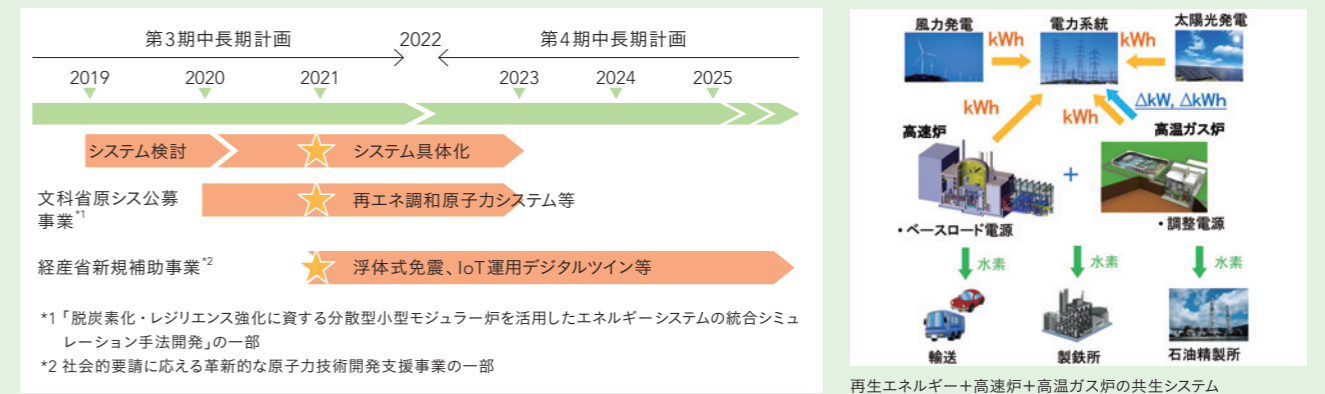 第3期中長期計画
2022
第4期中長期計画
2019
2020
2021
2023
2024
2025
システム検討
システム具体化
文科省原シス公募
事業*1
再エネ調和原子力システム等
経産省新規補助事業*2
浮体式免震、IoT運用デジタルツイン等
*1「脱炭素化・レジリエンス強化に資する分散型小型モジュラー炉を活用したエネルギーシステムの統合シミュ
レーション手法開発」の一部
*2 社会的要請に応える革新的な原子力技術開発支援事業の一部
風力発電
電力系統
太陽光発電
kWh
kWh
kWh
kWh
ΔkW, ΔkWh
高速炉
高温ガス炉
+
・ベースロード電源
・調整電源
水素
水素
水素
輸送
製鉄所
石油精製所
再生エネルギー+高速炉+高温ガス炉の共生システム